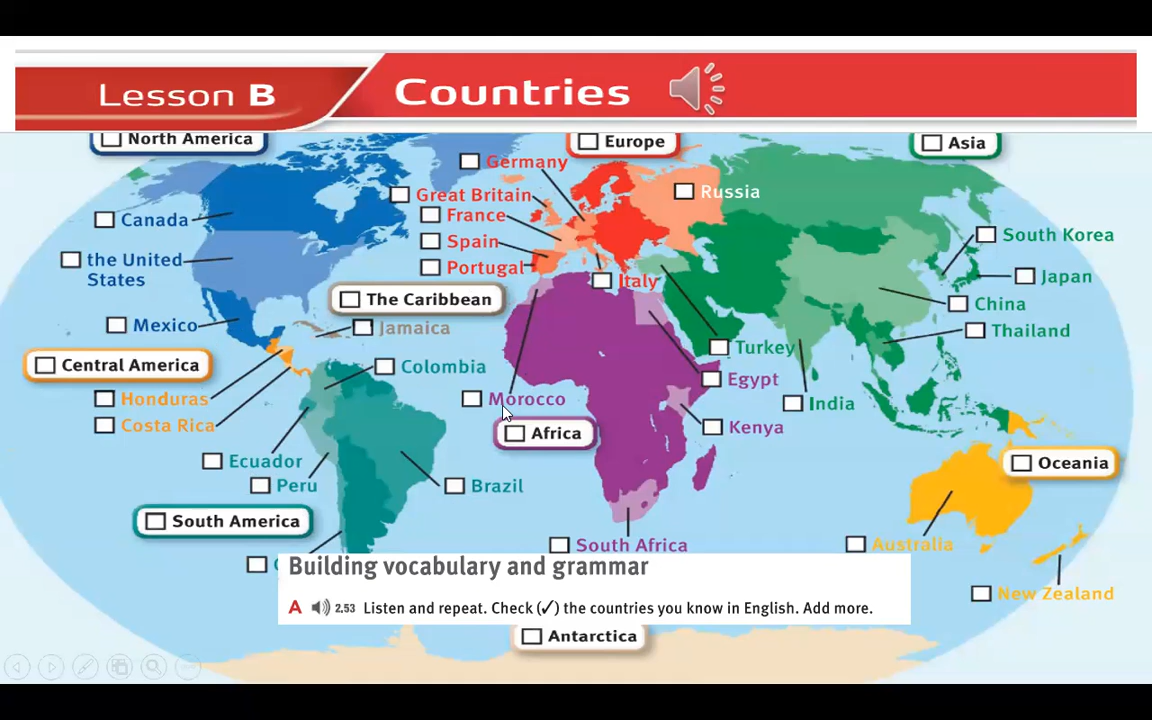 Lesson B
Countries
North America
Europe
Asia
Germany
Great Britain
Russia
Canada
France
South Korea
Spain
the United
States
Portugal
Italy
Japan
The Caribbean
China
Mexico
Jamaica
Thailand
Turkey
Central America
Colombia
Egypt
Honduras
Morocco
India
Costa Rica
Kenya
Africa
Ecuador
Oceania
Peru
Brazil
South America
South Africa
Australia
Building vocabulary and grammar
New Zealand
A 2.53 Listen and repeat. Check (✓) the countries you know in English. Add more.
Antarctica